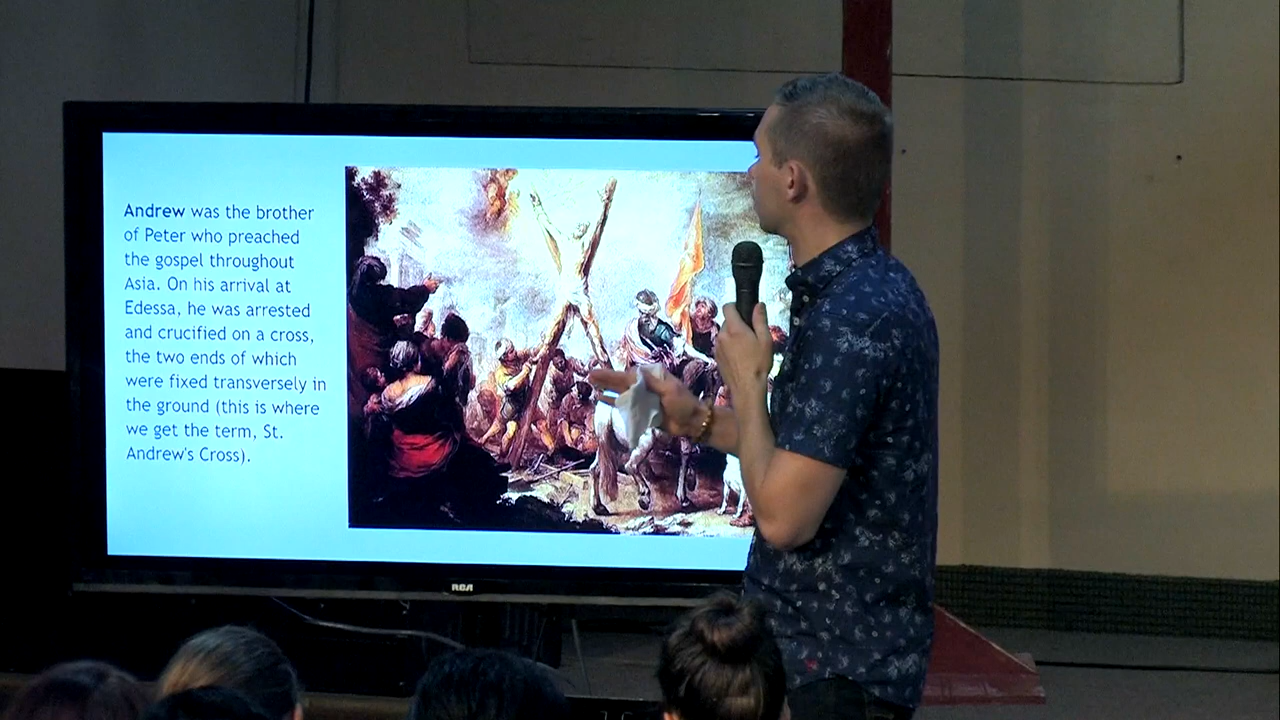 Andrew was the brother
of Peter who preached
the gospel throughout
Asia. On his arrival at
Edessa, he was arrested
and crucified on a cross,
the two ends of which
were fixed transversely in
the ground (this is where
we get the term, St.
Andrew's Cross).
RCA